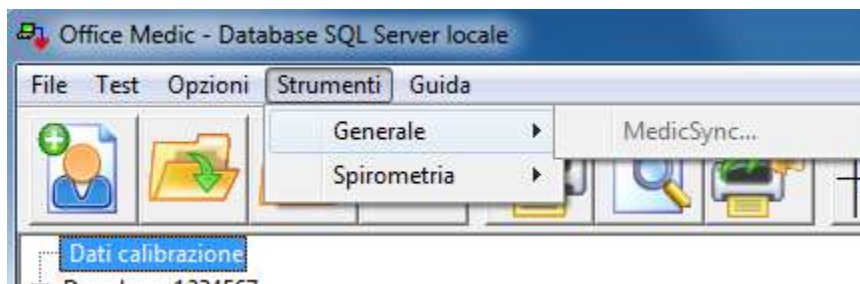 Office Medic - Database SQL Server locale
File Test Opzioni Strumenti Guida
Generale MedicSync...
Spirometria
Dati calibrazione